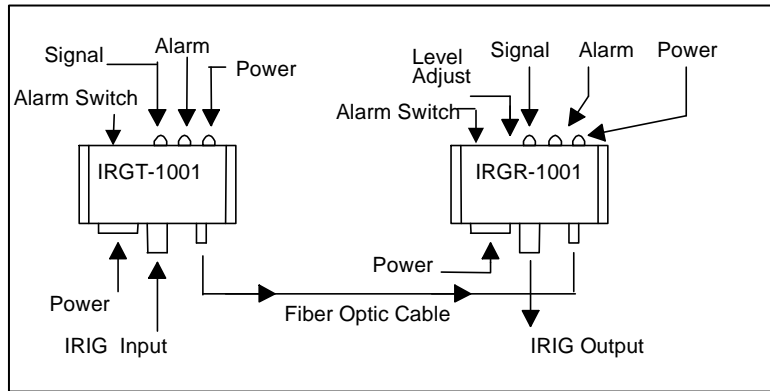 Signal
Alarm
Power
Alarm Switch
IRGT-1001
Power
IRIG Input
Level
Adjust
Signal
Alarm
Power
Alarm Switch
IRGR-1001
Power
Fiber Optic Cable
IRIG Output